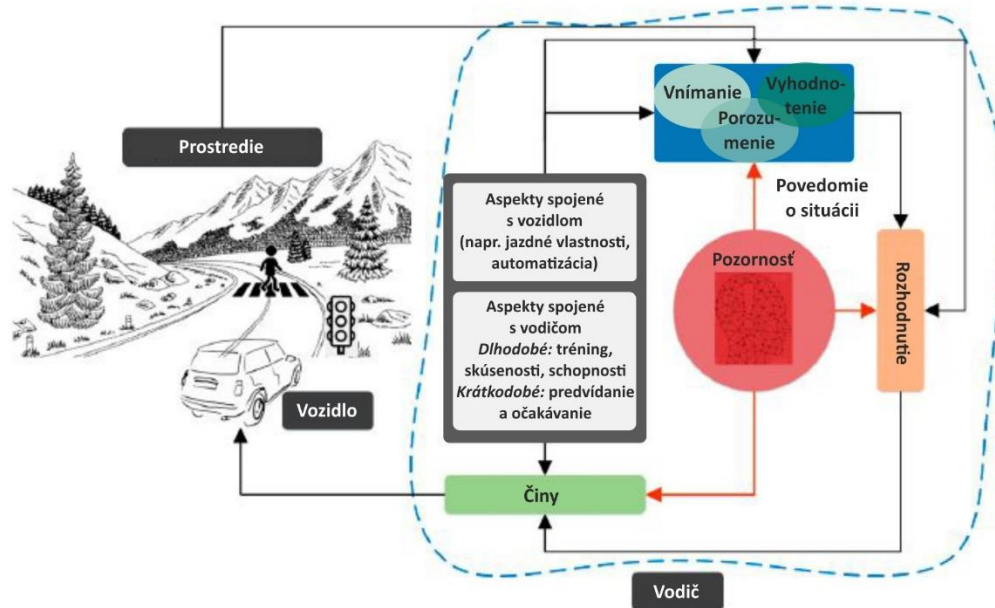 Vnímanie
Vyhodno-
tenie
Porozu-
menie
Prostredie
Povedomie
o situácii
Aspekty spojené
s vozidlom
(napr. jazdné vlastnosti,
automatizácia)
Pozornosť
Rozhodnutie
Aspekty spojené
s vodičom
Dlhodobé: tréning,
skúsenosti, schopnosti
Krátkodobé: predvídanie
a očakávanie
Vozidlo
Činy
Vodič